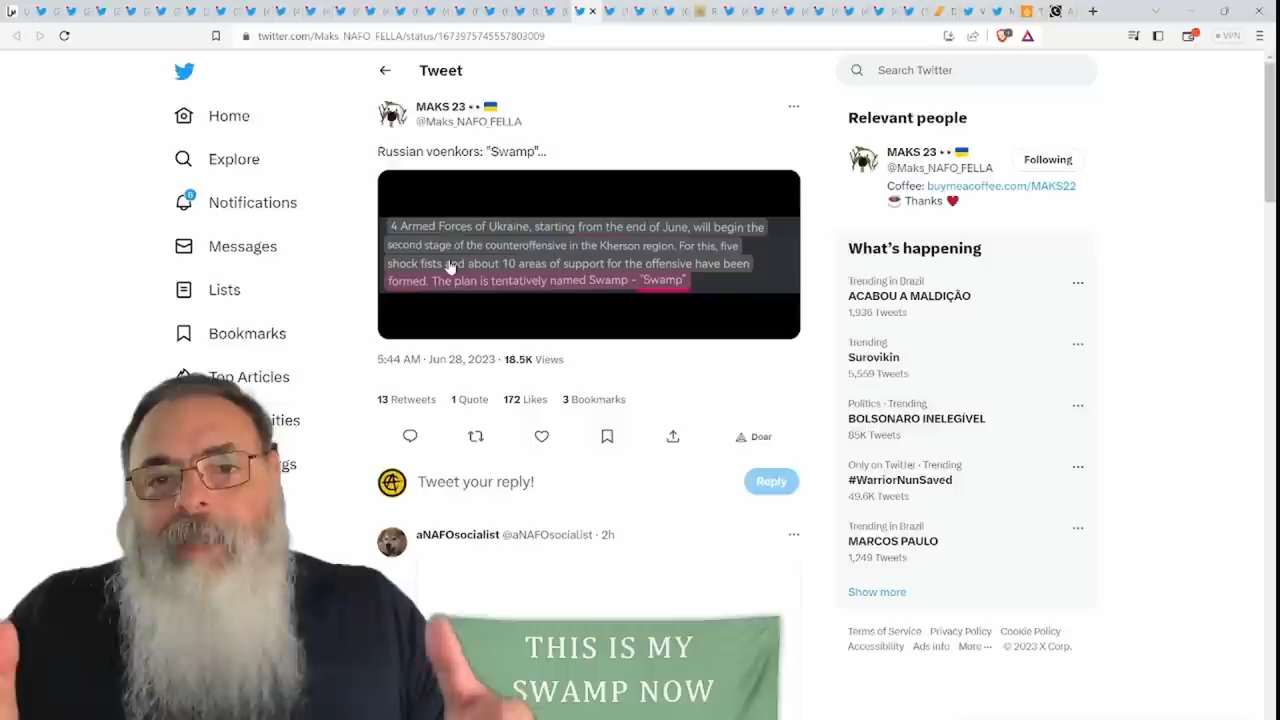 twitter.com/Maks_NAFO_FELLA/status/1673975745557803009
VPN
Home
Explore
6
Notifications
Messages
Lists
Bookmarks
Top Articles
Tweet
MAKS 23
@Maks_NAFO_FELLA
Russian voenkors: "Swamp"...
4 Armed Forces of Ukraine, starting from the end of June, will begin the
second stage of the counteroffensive in the Kherson region. For this, five
shock fists and about 10 areas of support for the offensive have been
formed. The plan is tentatively named Swamp - "Swamp"
5:44 AM · Jun 28, 2023 · 18.5K Views
13 Retweets 1 Quote 172 Likes 3 Bookmarks
Doar
Tweet your reply!
Reply
aNAFOsocialist @aNAFOsocialist · 2h
THIS IS MY
SWAMP NOW
Search Twitter
Relevant people
MAKS 23
@Maks_NAFO_FELLA
Following
Coffee: buymeacoffee.com/MAKS22
Thanks
What's happening
Trending in Brazil
ACABOU A MALDIÇÃO
1,936 Tweets
Trending
Surovikin
5,559 Tweets
Politics · Trending
BOLSONARO INELEGÍVEL
85K Tweets
Only on Twitter · Trending
#WarriorNunSaved
49.6K Tweets
Trending in Brazil
MARCOS PAULO
1,249 Tweets
Show more
Terms of Service Privacy Policy Cookie Policy
Accessibility Ads info More ··· © 2023 X Corp.